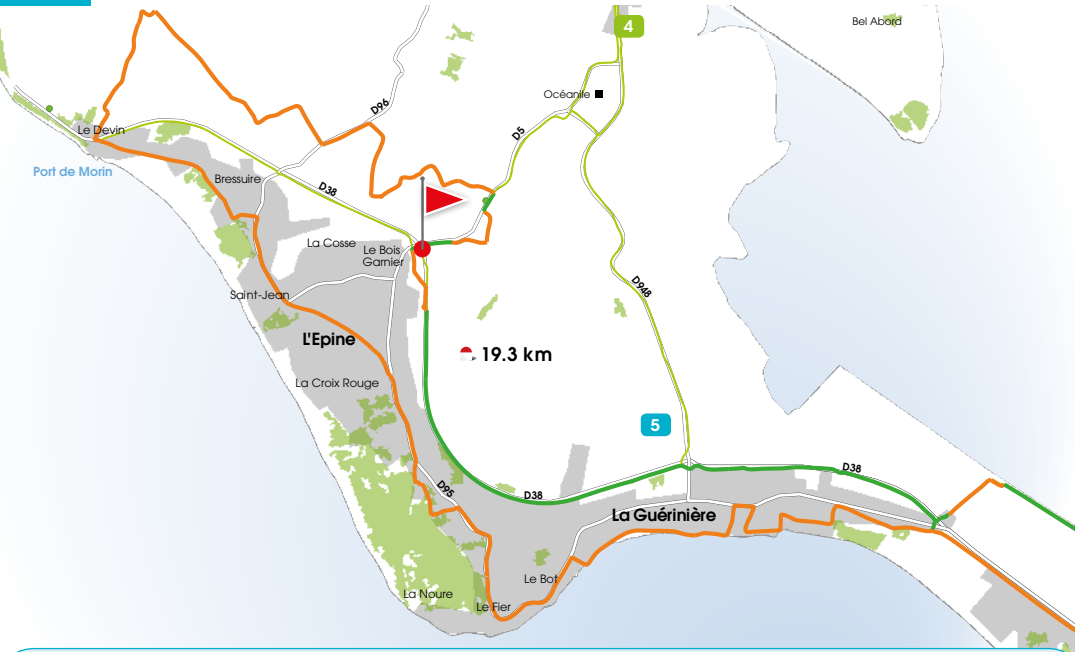 4
Bel Abord
Océanile
D96
D5
Le Devin
Port de Morin
Bressuire
D38
La Cosse
Le Bois
Garnier
Saint-Jean
D948
L'Epine
19.3 km
La Croix Rouge
5
D38
D95
D38
La Guérinière
Le Bot
La Noure
Le Fier